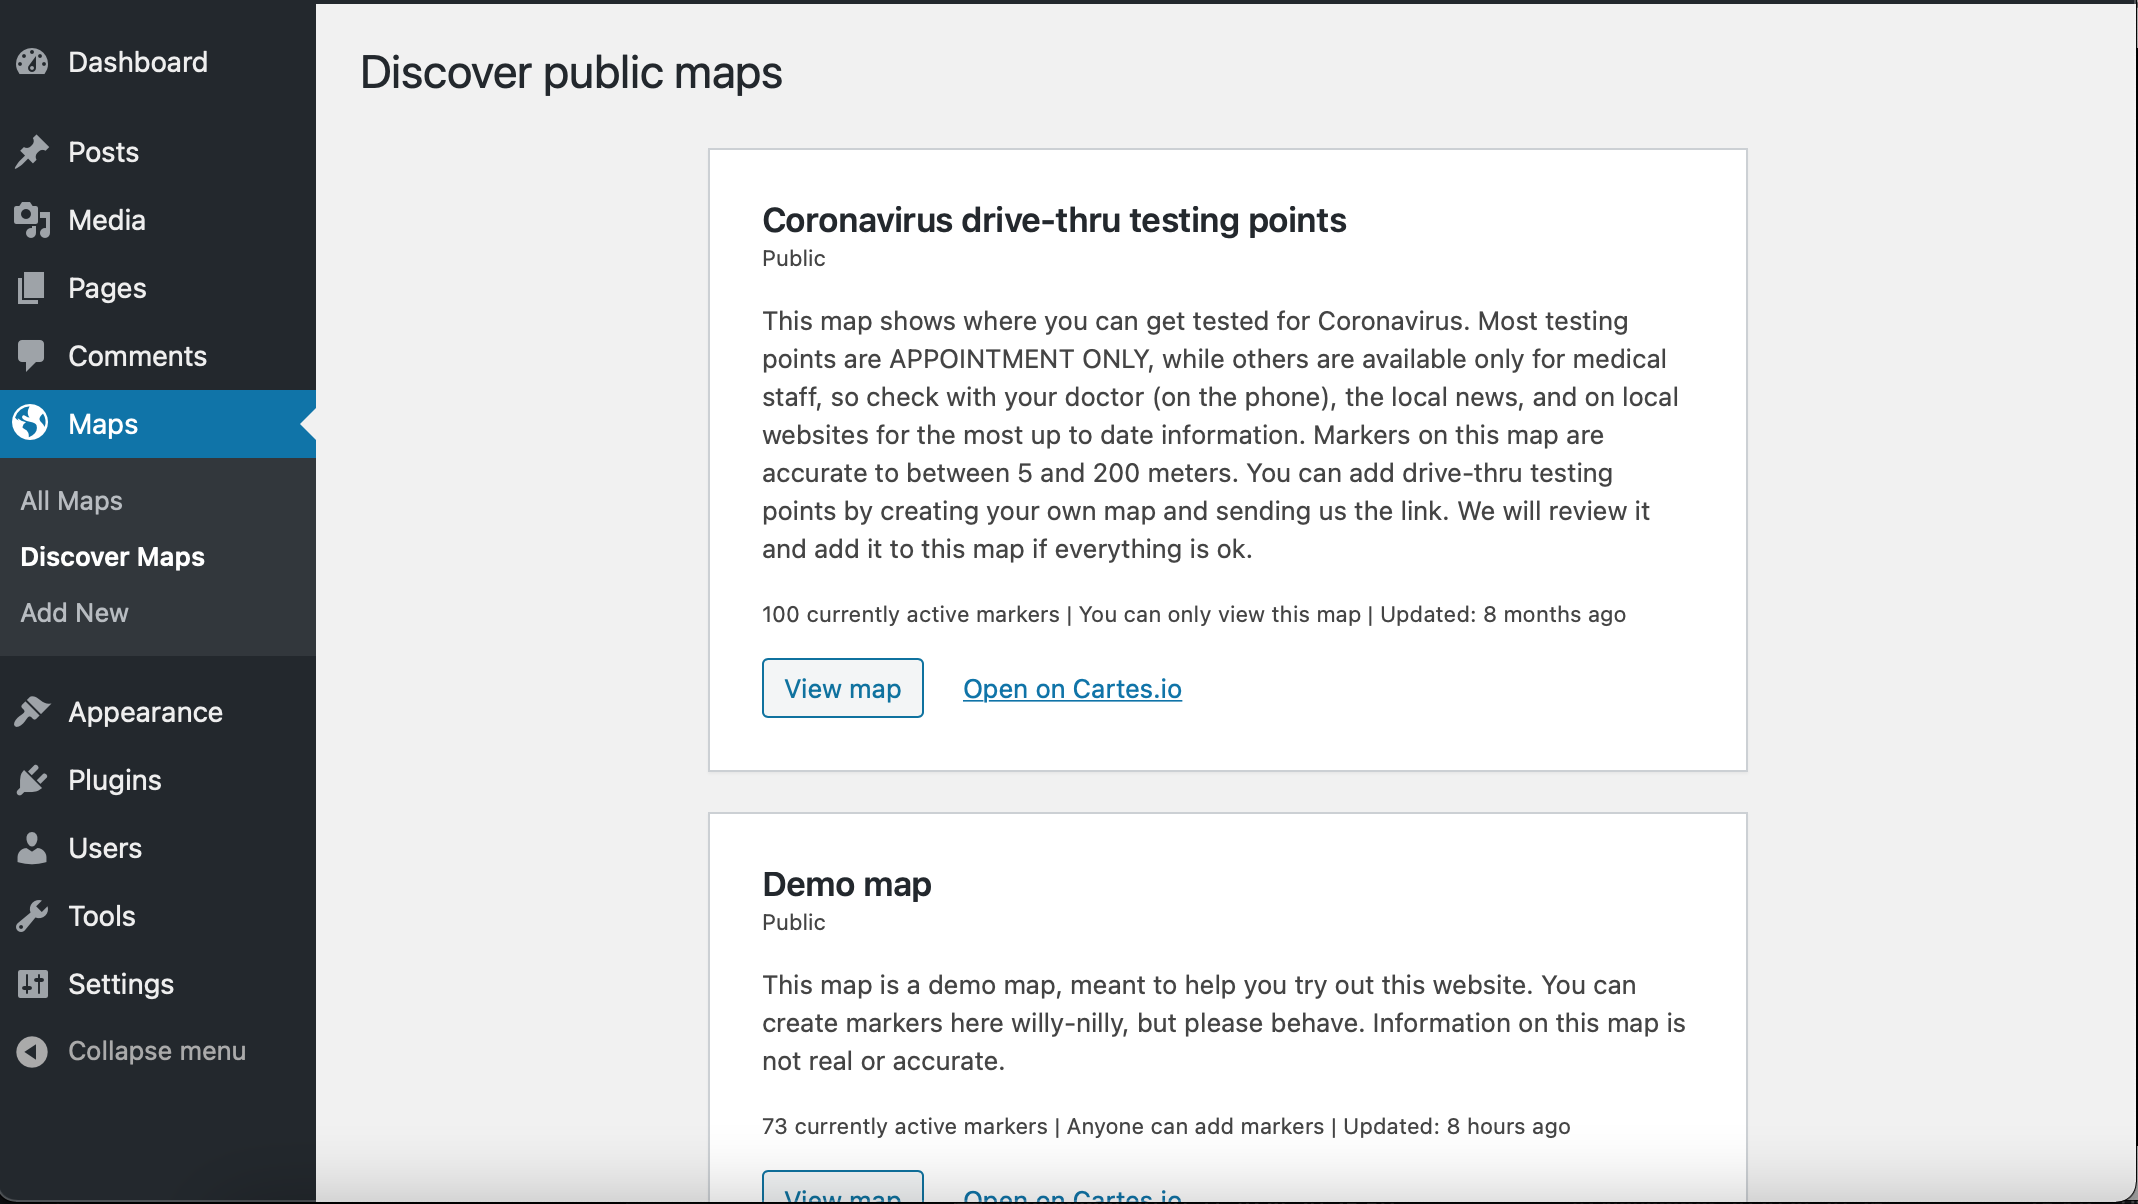 Dashboard
Posts
Media
Pages
Comments
Maps
All Maps
Discover Maps
Add New
Appearance
Plugins
Users
Tools
Settings
Collapse menu
Discover public maps
Coronavirus drive-thru testing points
Public
This map shows where you can get tested for Coronavirus. Most testing
points are APPOINTMENT ONLY, while others are available only for medical
staff, so check with your doctor (on the phone), the local news, and on local
websites for the most up to date information. Markers on this map are
accurate to between 5 and 200 meters. You can add drive-thru testing
points by creating your own map and sending us the link. We will review it
and add it to this map if everything is ok.
100 currently active markers | You can only view this map | Updated: 8 months ago
View map Open on Cartes.io
Demo map
Public
This map is a demo map, meant to help you try out this website. You can
create markers here willy-nilly, but please behave. Information on this map is
not real or accurate.
73 currently active markers | Anyone can add markers | Updated: 8 hours ago
View map Open on Cartes.io